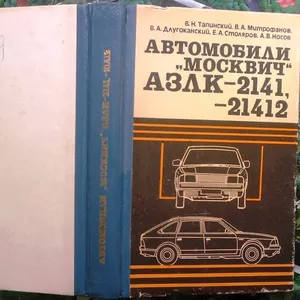 В. Н. Тапинский, В. А. Митрофанов,
В. А. Длугоканский, Е. А. Столяров, А. В. Носов
АВТОМОБИЛИ
„МОСКВИЧ“
АЗЛК-2141,
-21412
АВТОМОБИЛИ „МОСКВИЧ“ АЗЛК-2141,-21412